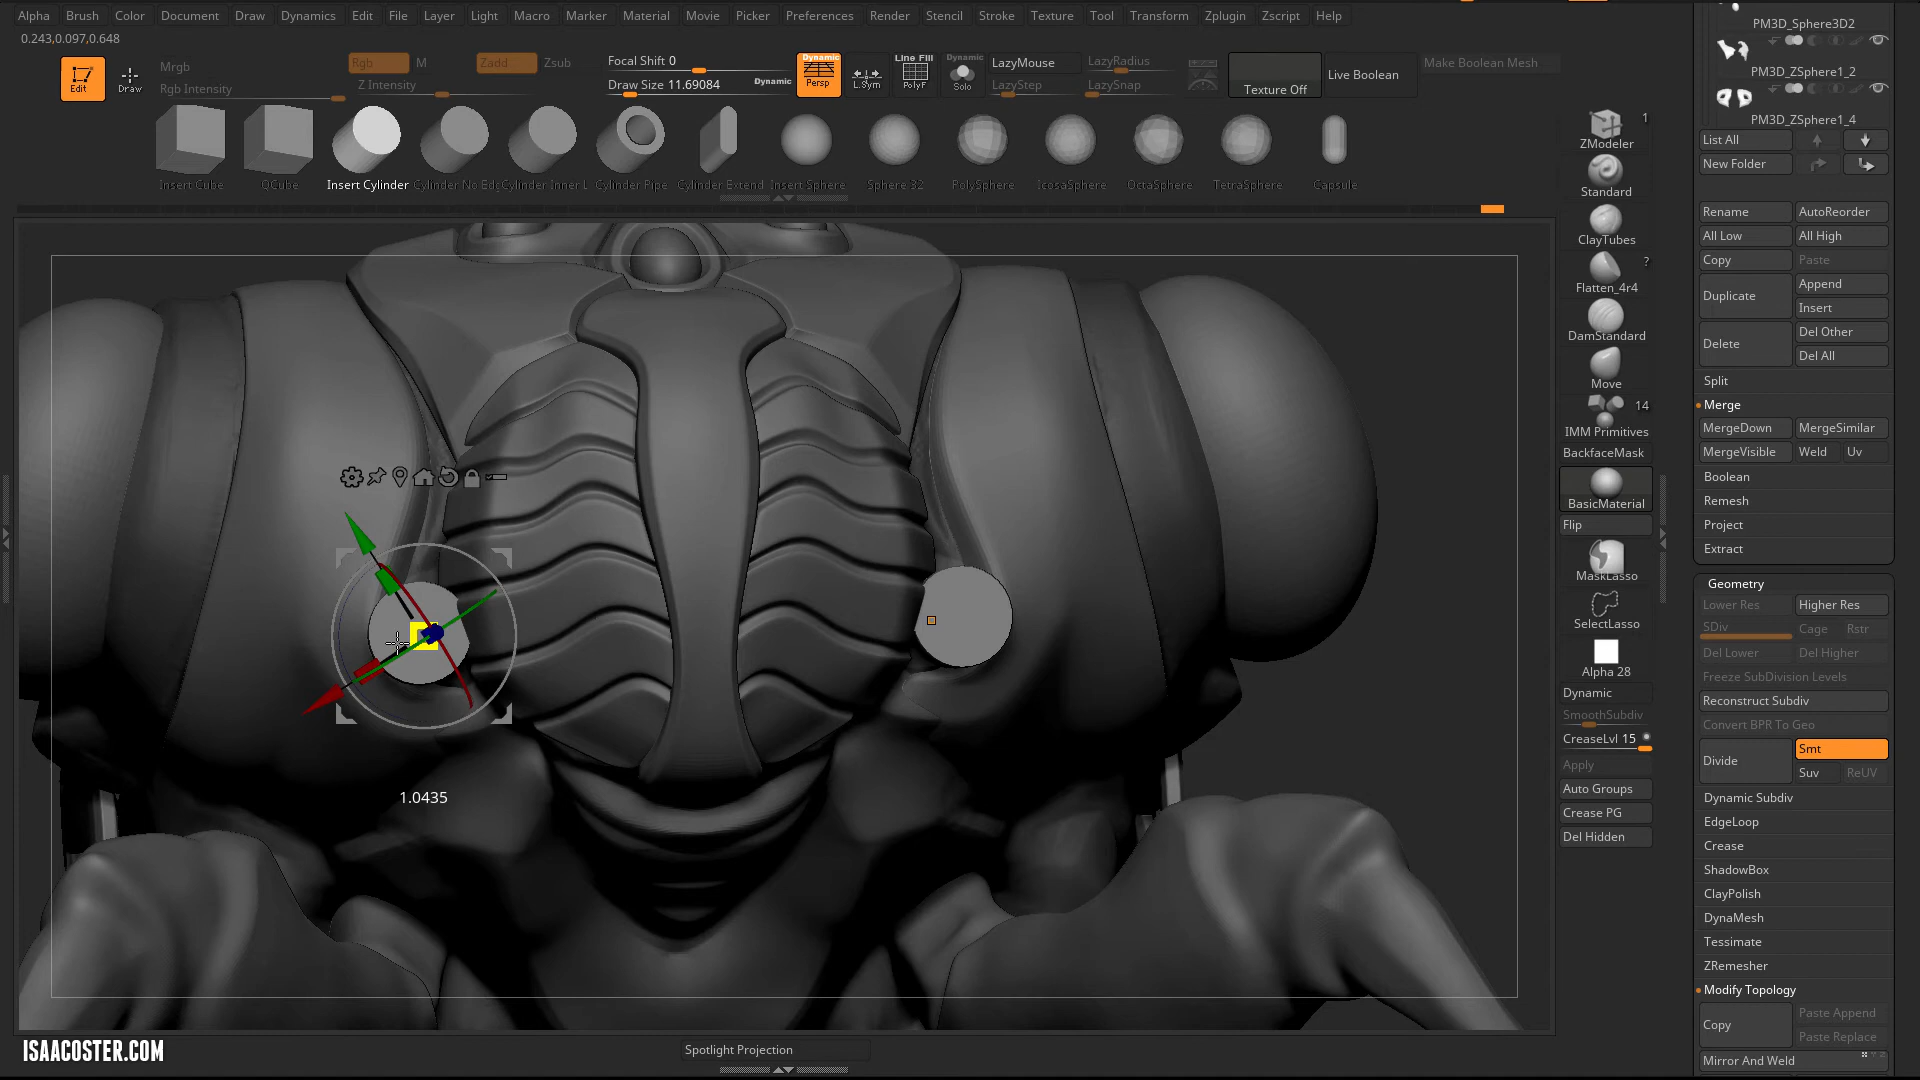 Alpha Brush Color Document Draw Dynamics Edit File Layer Light Macro Marker Material Movie Picker Preferences Render Stencil Stroke Texture Tool Transform Zplugin Zscript Help
0.243,0.097,0.648
Edit
Draw
Mrgb
Rgb Intensity
Rgb
M
Zadd
Zsub
Z Intensity
Focal Shift 0
Draw Size 11.69084
Dynamic
Dynamic
Persp
L.Sym
Line Fill
PolyF
Dynamic
Solo
LazyMouse
LazyStep
LazyRadius
LazySnap
Texture Off
Live Boolean
Make Boolean Mesh
Insert Cube
QCube
Insert Cylinder
Cylinder No Edg
Cylinder Inner L
Cylinder Pipe
Cylinder Extend
Insert Sphere
Sphere 32
PolySphere
IcosaSphere
OctaSphere
TetraSphere
Capsule
1.0435
1
ZModeler
Standard
ClayTubes
?
Flatten_4r4
DamStandard
Move
14
IMM Primitives
BackfaceMask
BasicMaterial
Flip
MaskLasso
SelectLasso
Alpha 28
Dynamic
SmoothSubdiv
CreaseLvl 15
Apply
Auto Groups
Crease PG
Del Hidden
PM3D_Sphere3D2
PM3D_ZSphere1_2
PM3D_ZSphere1_4
List All
New Folder
Rename AutoReorder
All Low All High
Copy Paste
Duplicate
Append
Insert
Delete
Del Other
Del All
Split
Merge
MergeDown MergeSimilar
MergeVisible Weld Uv
Boolean
Remesh
Project
Extract
Geometry
Lower Res Higher Res
SDiv Cage Rstr
Del Lower Del Higher
Freeze SubDivision Levels
Reconstruct Subdiv
Convert BPR To Geo
Divide
Smt
Suv ReUV
Dynamic Subdiv
EdgeLoop
Crease
ShadowBox
ClayPolish
DynaMesh
Tessimate
ZRemesher
Modify Topology
Copy
Paste Append
Paste Replace
Mirror And Weld
Spotlight Projection
ISAACOSTER.COM